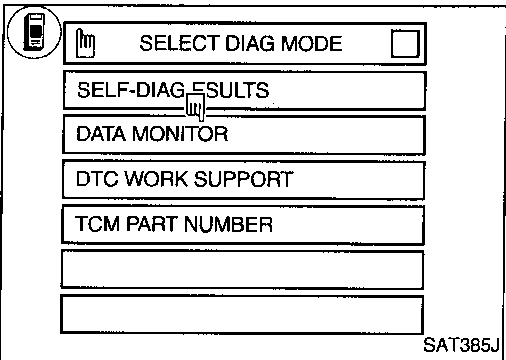 SELECT DIAG MODE
SELF-DIAG ESULTS
DATA MONITOR
DTC WORK SUPPORT
TCM PART NUMBER
SAT385J